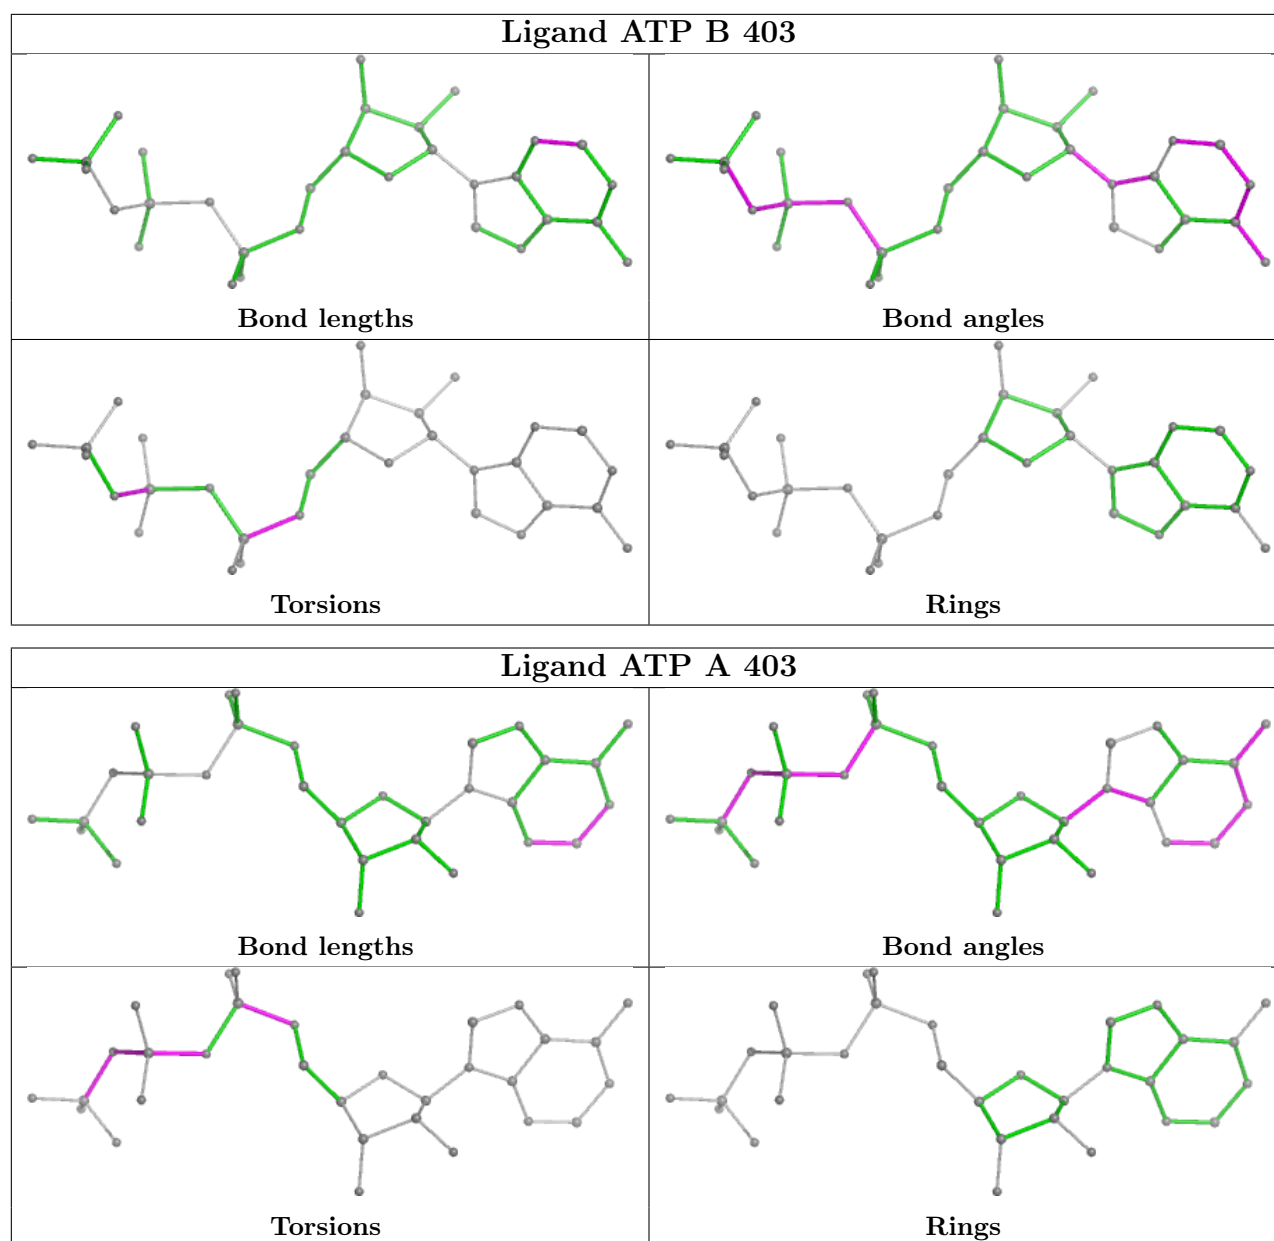 Ligand ATP B 403
Bond lengths
Bond angles
Torsions
Rings
Ligand ATP A 403
Bond lengths
Bond angles
Torsions
Rings